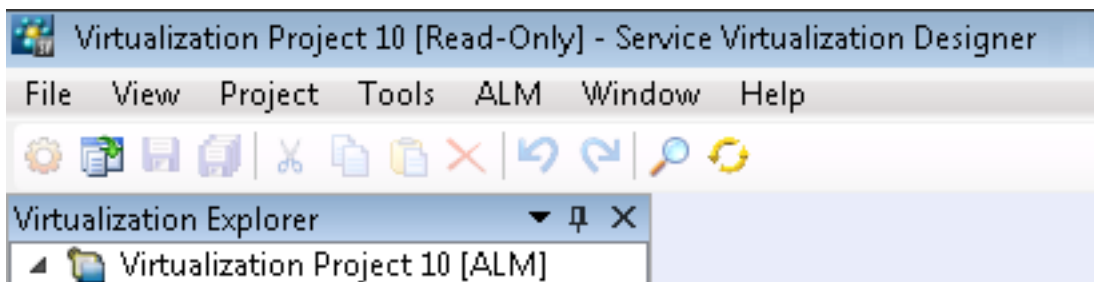 Virtualization Project 10 [Read-Only] - Service Virtualization Designer
File View Project Tools ALM Window Help
Virtualization Explorer
Virtualization Project 10 [ALM]